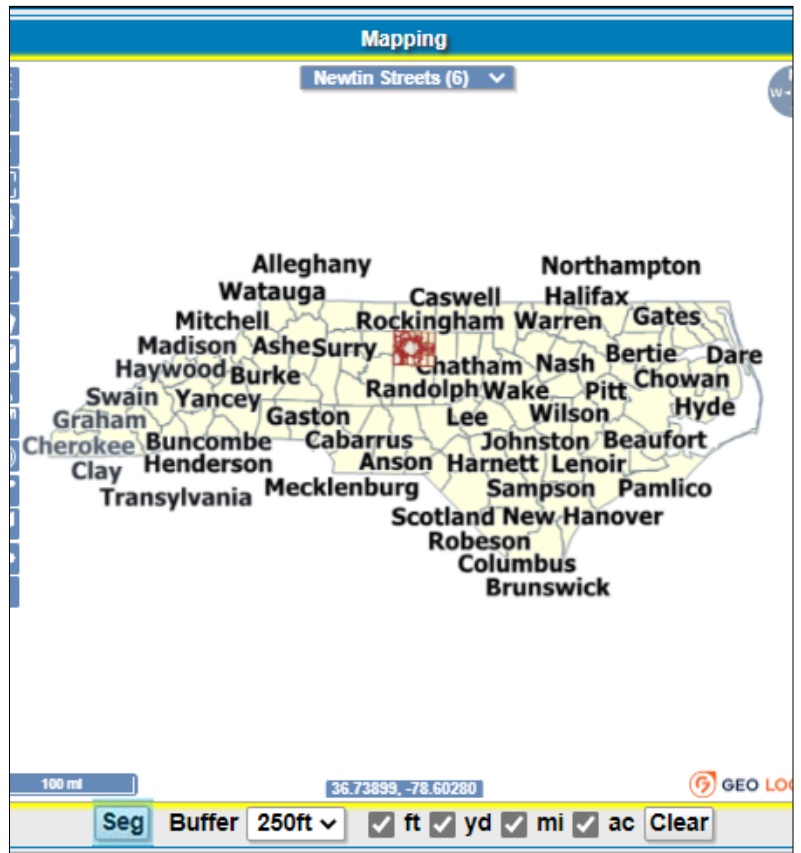 Mapping
Newtin Streets (6)
W
Alleghany Northampton
Watauga Caswell Halifax
Mitchell Rockingham Warren Gates
Madison Ashe Surry Bertie Dare
Haywood Burke Chatham Nash Chowan
Swain Yancey Randolph Wake Pitt
Graham Gaston Lee Wilson Hyde
Cherokee Buncombe Cabarrus Johnston Beaufort
Clay Henderson Anson Harnett Lenoir
Transylvania Mecklenburg Sampson Pamlico
Scotland New Hanover
Robeson
Columbus
Brunswick
100 mi 36.73899, -78.60280 GEO LOC
Seg Buffer 250ft ft yd mi ac Clear